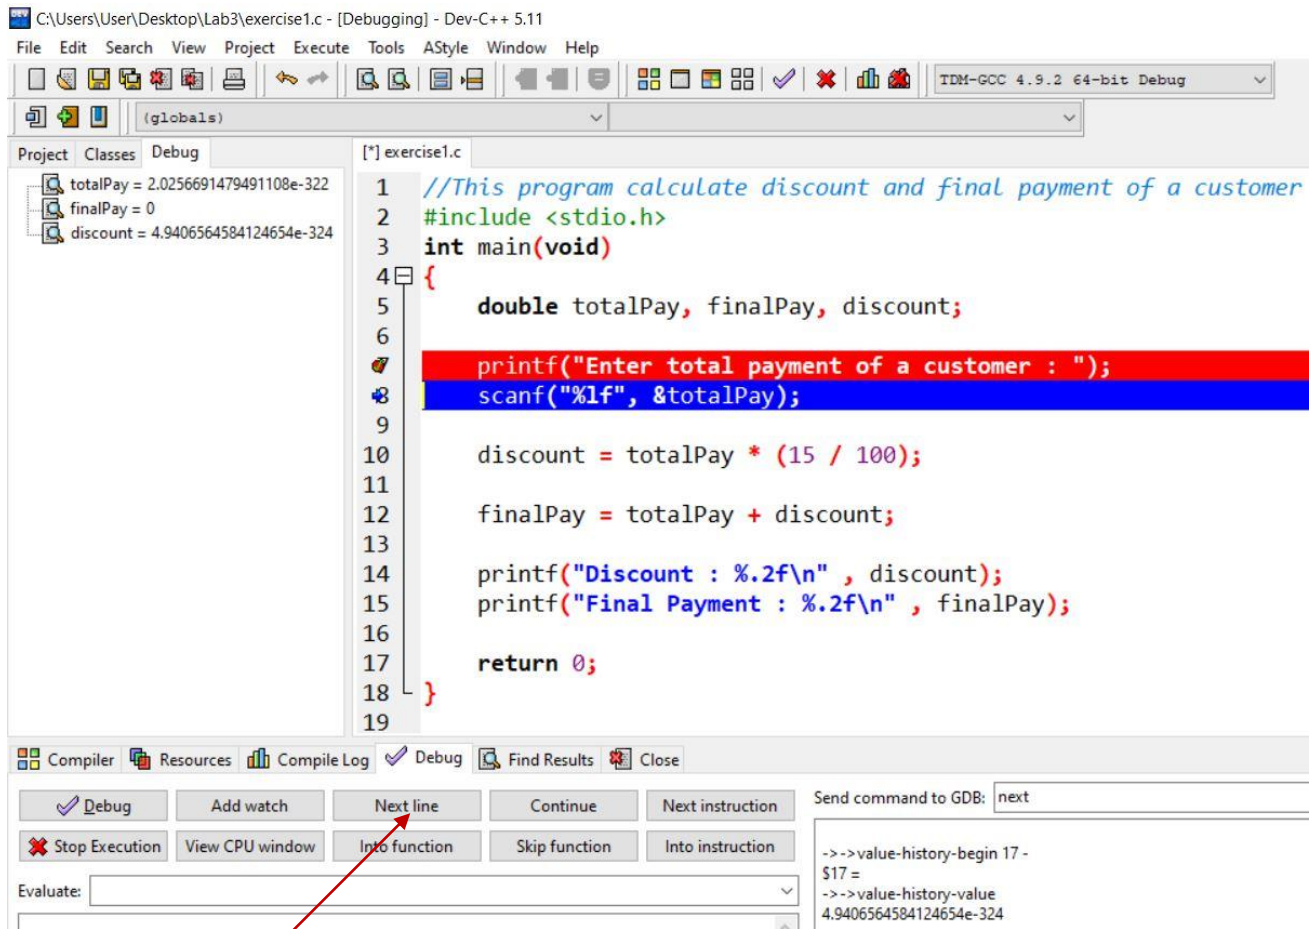 C:\Users\User\Desktop\Lab3\exercise1.c - [Debugging] - Dev-C++ 5.11
File Edit Search View Project Execute Tools AStyle Window Help
TDM-GCC 4.9.2 64-bit Debug
(globals)
Project Classes Debug
[*] exercise1.c
totalPay = 2.0256691479491108e-322
finalPay = 0
discount = 4.9406564584124654e-324
1 //This program calculate discount and final payment of a customer
2 #include <stdio.h>
3 int main(void)
4 {
5 double totalPay, finalPay, discount;
6
7 printf("Enter total payment of a customer : ");
8 scanf("%lf", &totalPay);
9
10 discount = totalPay * (15 / 100);
11
12 finalPay = totalPay + discount;
13
14 printf("Discount : %.2f\n" , discount);
15 printf("Final Payment : %.2f\n" , finalPay);
16
17 return 0;
18 }
19
Compiler Resources Compile Log Debug Find Results Close
Debug Add watch Next line Continue Next instruction
Stop Execution View CPU window Into function Skip function Into instruction
Evaluate:
Send command to GDB: next
->->value-history-begin 17 -
$17 =
->->value-history-value
4.9406564584124654e-324